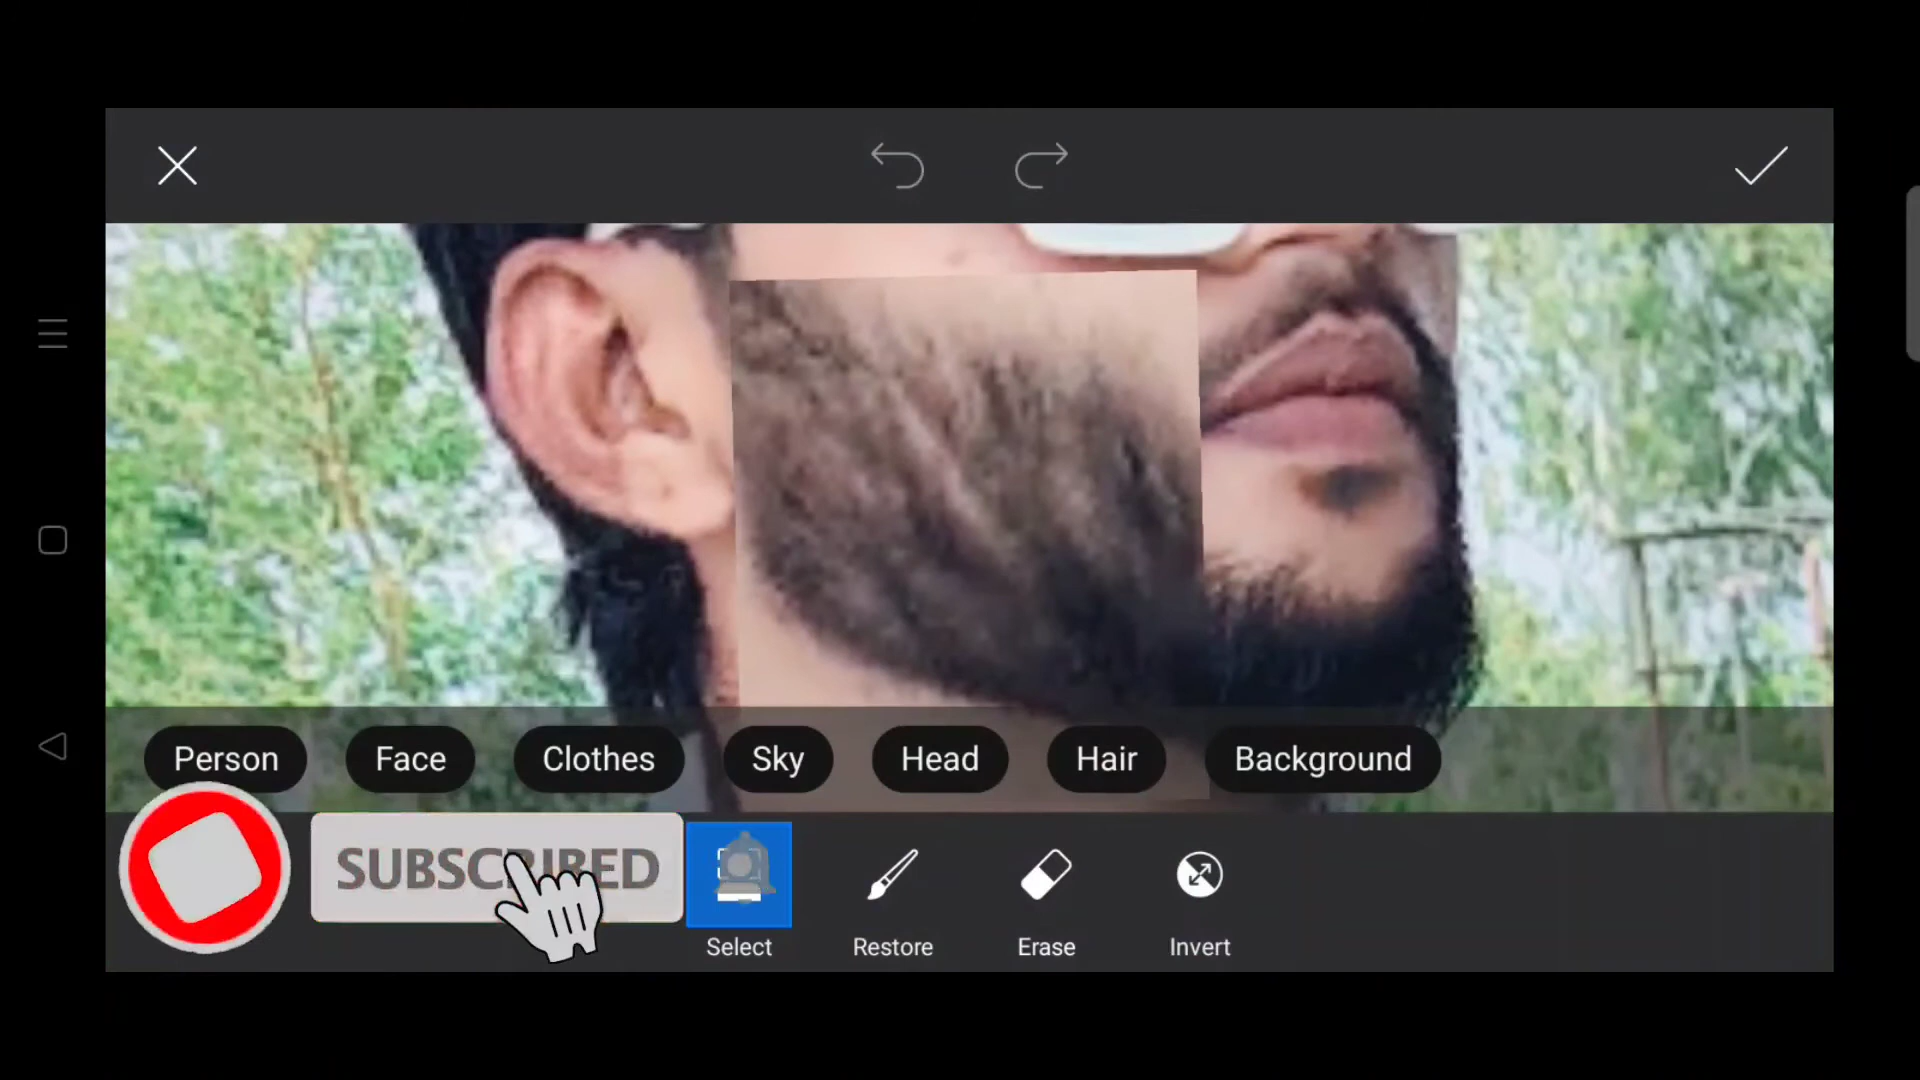 Person Face Clothes Sky Head Hair Background
SUBSCRIBED
Select Restore Erase Invert